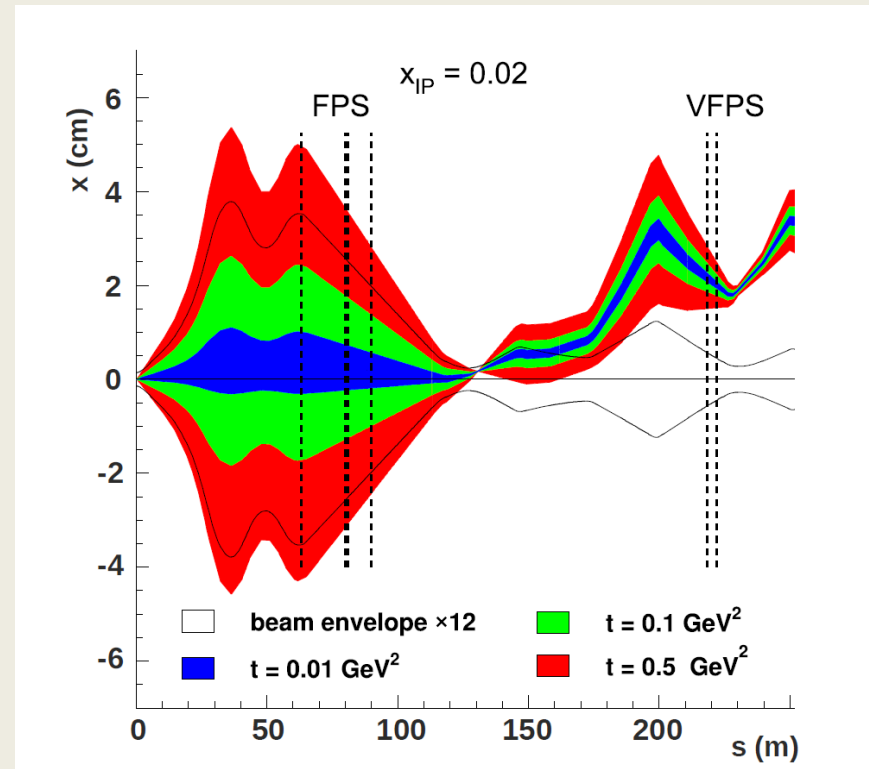 x_IP = 0.02
FPS
VFPS
x (cm)
6
4
2
0
-2
-4
-6
beam envelope ×12
t = 0.01 GeV²
t = 0.1 GeV²
t = 0.5 GeV²
0 50 100 150 200
s (m)